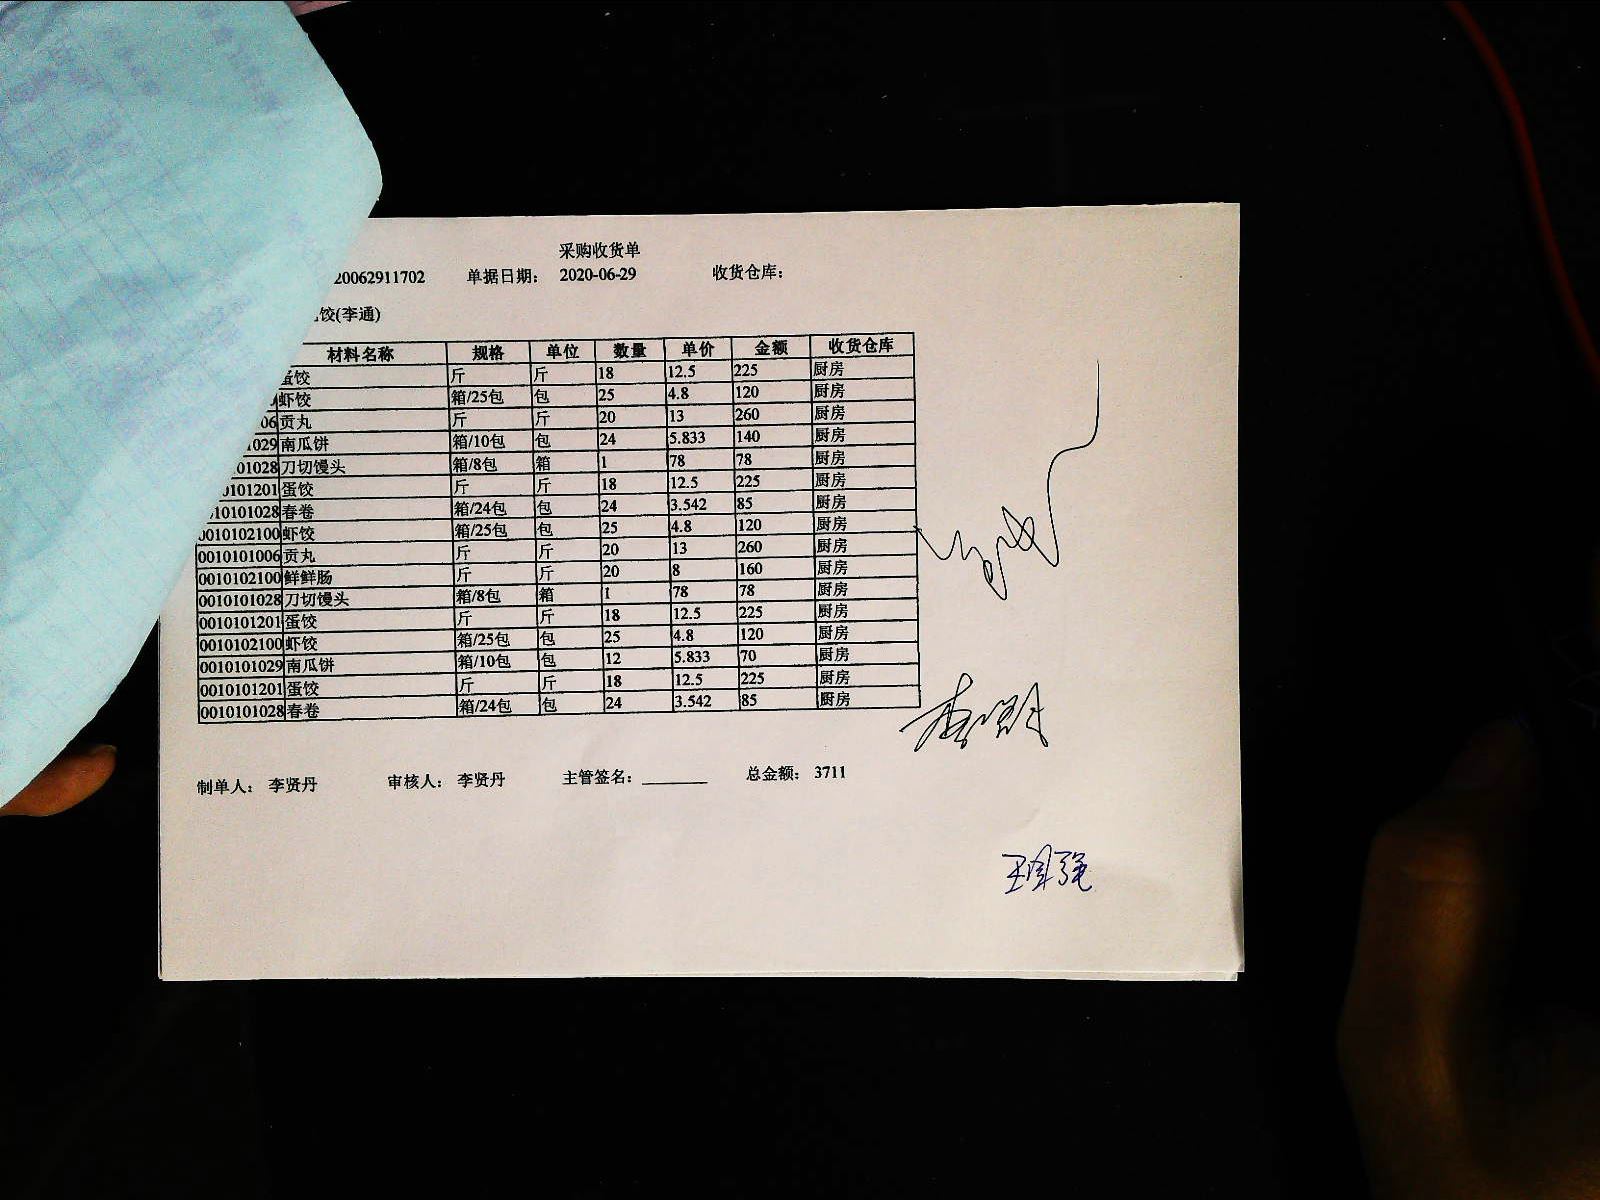 采购收货单
20062911702 单据日期： 2020-06-29 收货仓库：
饺(李通)
材料名称 规格 单位 数量 单价 金额 收货仓库
蛋饺 斤 斤 18 12.5 225 厨房
虾饺 箱/25包 包 25 4.8 120 厨房
06 贡丸 斤 斤 20 13 260 厨房
1029 南瓜饼 箱/10包 包 24 5.833 140 厨房
01028 刀切馒头 箱/8包 箱 1 78 78 厨房
0101201 蛋饺 斤 斤 18 12.5 225 厨房
010101028 春卷 箱/24包 包 24 3.542 85 厨房
0010102100 虾饺 箱/25包 包 25 4.8 120 厨房
0010101006 贡丸 斤 斤 20 13 260 厨房
0010102100 鲜鲜肠 斤 斤 20 8 160 厨房
0010101028 刀切馒头 箱/8包 箱 1 78 78 厨房
0010101201 蛋饺 斤 斤 18 12.5 225 厨房
0010102100 虾饺 箱/25包 包 25 4.8 120 厨房
0010101029 南瓜饼 箱/10包 包 12 5.833 70 厨房
0010101201 蛋饺 斤 斤 18 12.5 225 厨房
0010101028 春卷 箱/24包 包 24 3.542 85 厨房
制单人： 李贤丹 审核人： 李贤丹 主管签名： 总金额： 3711